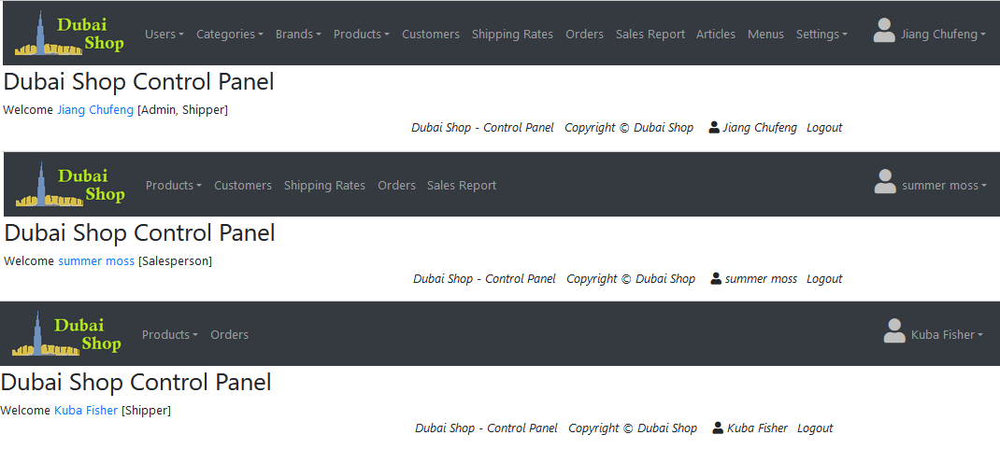 Dubai Shop Users Categories Brands Products Customers Shipping Rates Orders Sales Report Articles Menus Settings Jiang Chufeng
Dubai Shop Control Panel
Welcome Jiang Chufeng [Admin, Shipper]
Dubai Shop - Control Panel Copyright © Dubai Shop Jiang Chufeng Logout
Dubai Shop Products Customers Shipping Rates Orders Sales Report summer moss
Dubai Shop Control Panel
Welcome summer moss [Salesperson]
Dubai Shop - Control Panel Copyright © Dubai Shop summer moss Logout
Dubai Shop Products Orders Kuba Fisher
Dubai Shop Control Panel
Welcome Kuba Fisher [Shipper]
Dubai Shop - Control Panel Copyright © Dubai Shop Kuba Fisher Logout